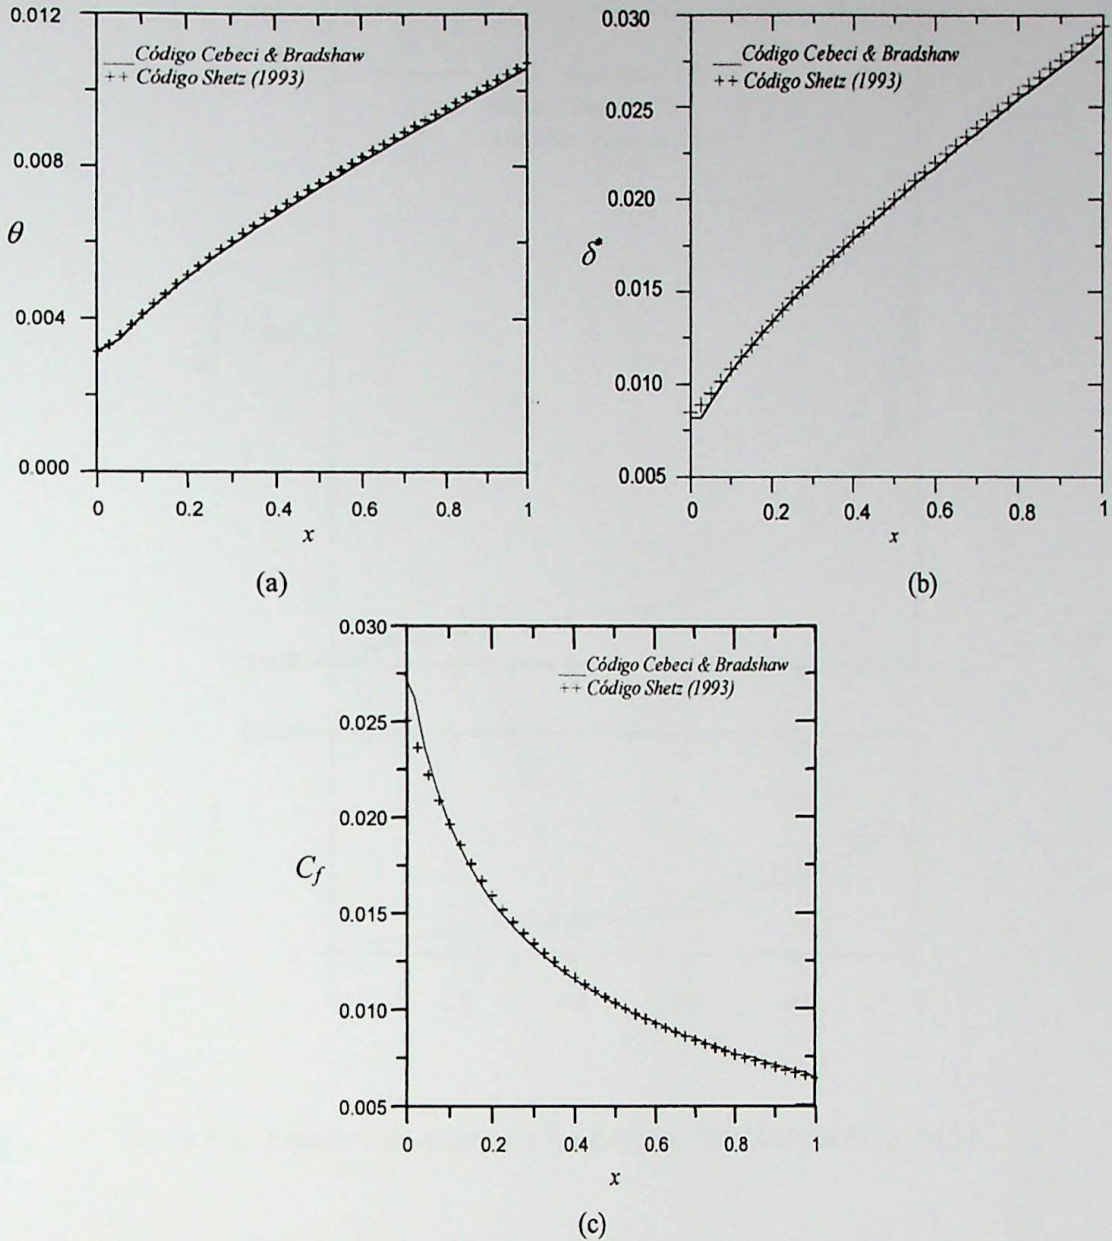 0.012
Código Cebeci & Bradshaw
++ Código Shetz (1993)
0.008
θ
0.004
0.000
0 0.2 0.4 0.6 0.8 1
x
(a)
0.030
Código Cebeci & Bradshaw
++ Código Shetz (1993)
0.025
0.020
δ*
0.015
0.010
0.005
0 0.2 0.4 0.6 0.8 1
x
(b)
0.030
Código Cebeci & Bradshaw
++ Código Shetz (1993)
0.025
0.020
C_f
0.015
0.010
0.005
0 0.2 0.4 0.6 0.8 1
x
(c)